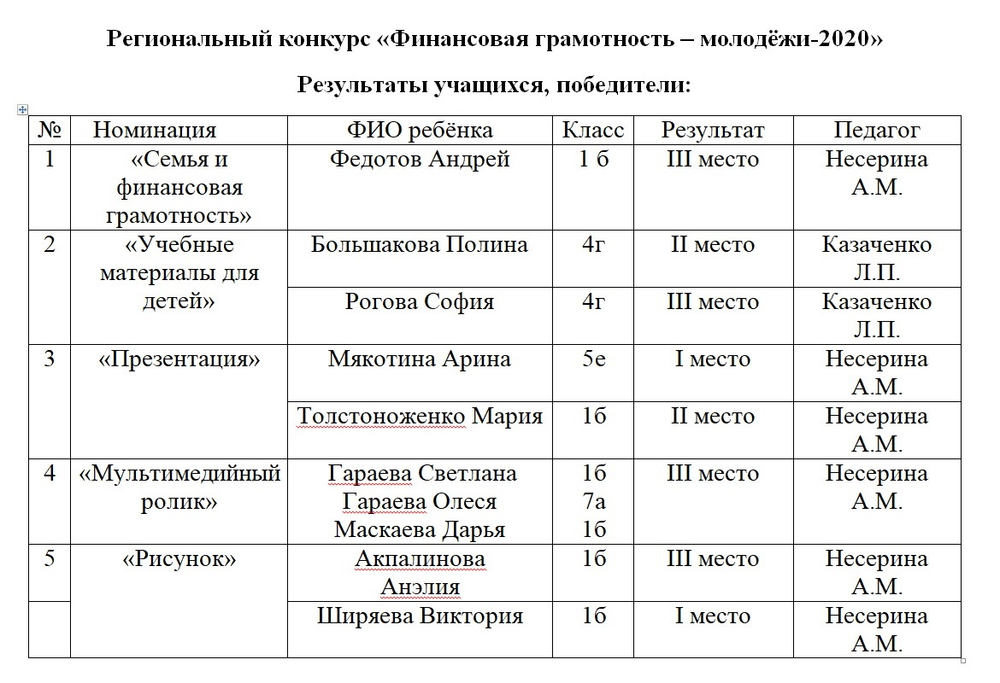 Региональный конкурс «Финансовая грамотность – молодёжи-2020»
Результаты учащихся, победители:
№ Номинация ФИО ребёнка Класс Результат Педагог
1 «Семья и Федотов Андрей 1 б III место Несерина
финансовая А.М.
грамотность»
2 «Учебные Большакова Полина 4г II место Казаченко
материалы для Л.П.
детей» Рогова София 4г III место Казаченко
Л.П.
3 «Презентация» Мякотина Арина 5е I место Несерина
А.М.
Толстоноженко Мария 1б II место Несерина
А.М.
4 «Мультимедийный Гараева Светлана 1б III место Несерина
ролик» Гараева Олеся 7а А.М.
Маскаева Дарья 1б
5 «Рисунок» Акпалинова 1б III место Несерина
Анэлия А.М.
Ширяева Виктория 1б I место Несерина
А.М.